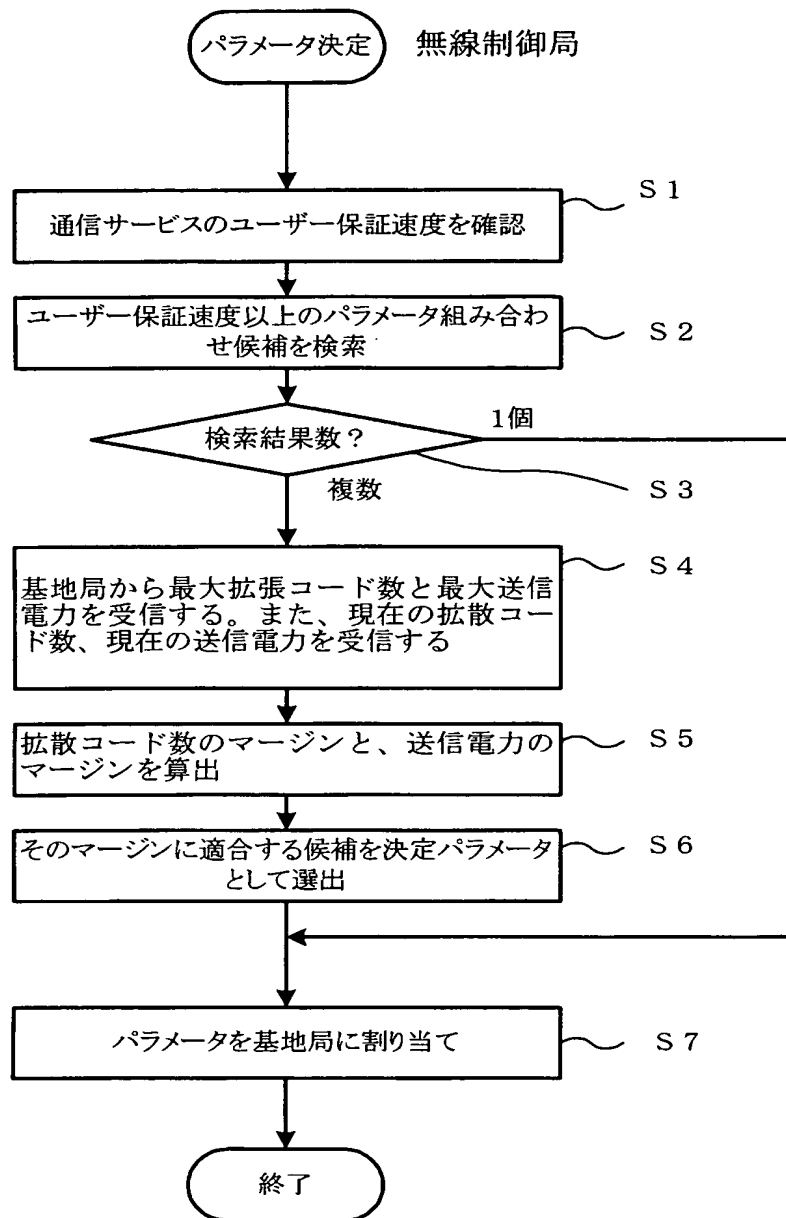 パラメータ決定 無線制御局
S1
通信サービスのユーザー保証速度を確認
ユーザー保証速度以上のパラメータ組み合わ
せ候補を検索
S2
検索結果数？
1個
S3
複数
S4
基地局から最大拡張コード数と最大送信
電力を受信する。また、現在の拡散コー
ド数、現在の送信電力を受信する
拡散コード数のマージンと、送信電力の
マージンを算出
S5
そのマージンに適合する候補を決定パラメータ
として選出
S6
パラメータを基地局に割り当て
S7
終了